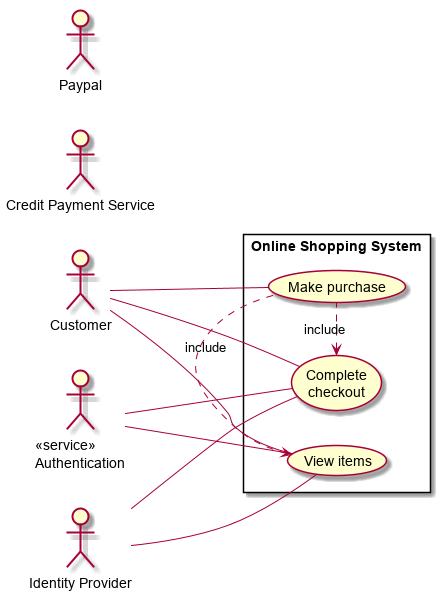 Paypal
Credit Payment Service
Online Shopping System
Make purchase
Customer
include
include
Complete
checkout
«service»
Authentication
View items
Identity Provider